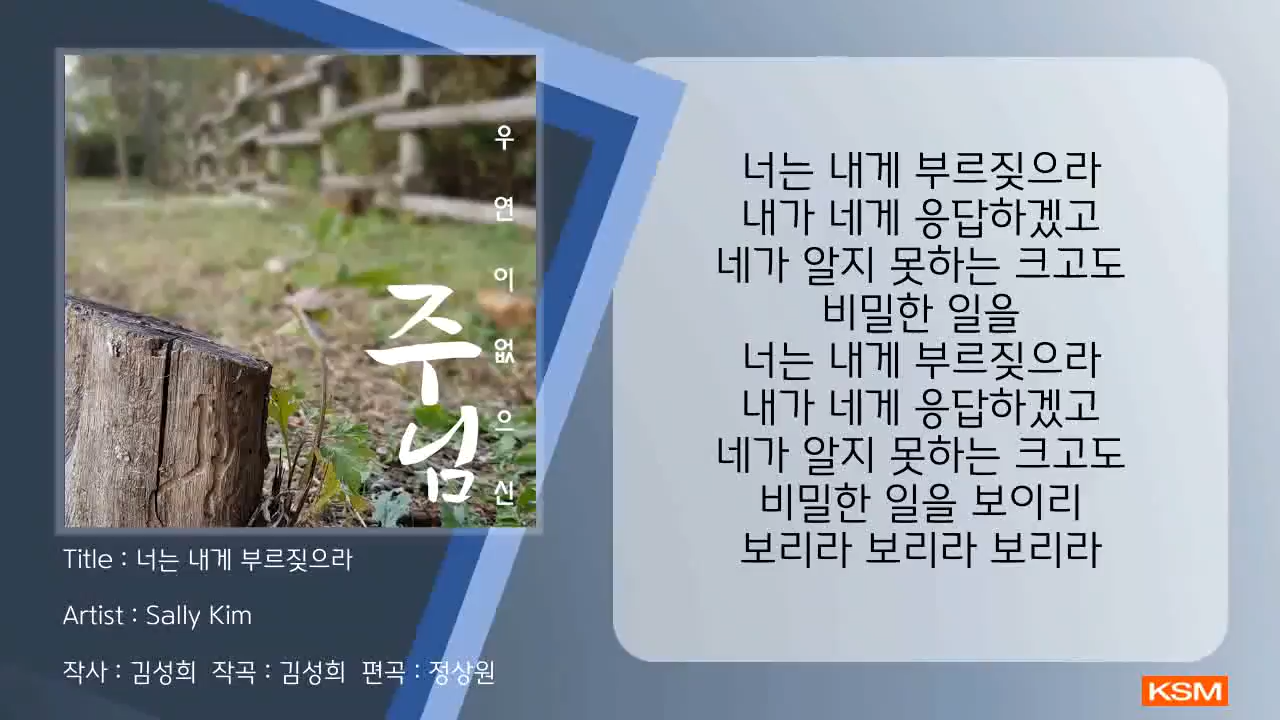 우연이없으신
주님
Title : 너는 내게 부르짖으라
Artist : Sally Kim
작사 : 김성희 작곡 : 김성희 편곡 : 정상원
너는 내게 부르짖으라
내가 네게 응답하겠고
네가 알지 못하는 크고도
비밀한 일을
너는 내게 부르짖으라
내가 네게 응답하겠고
네가 알지 못하는 크고도
비밀한 일을 보이리
보리라 보리라 보리라
KSM